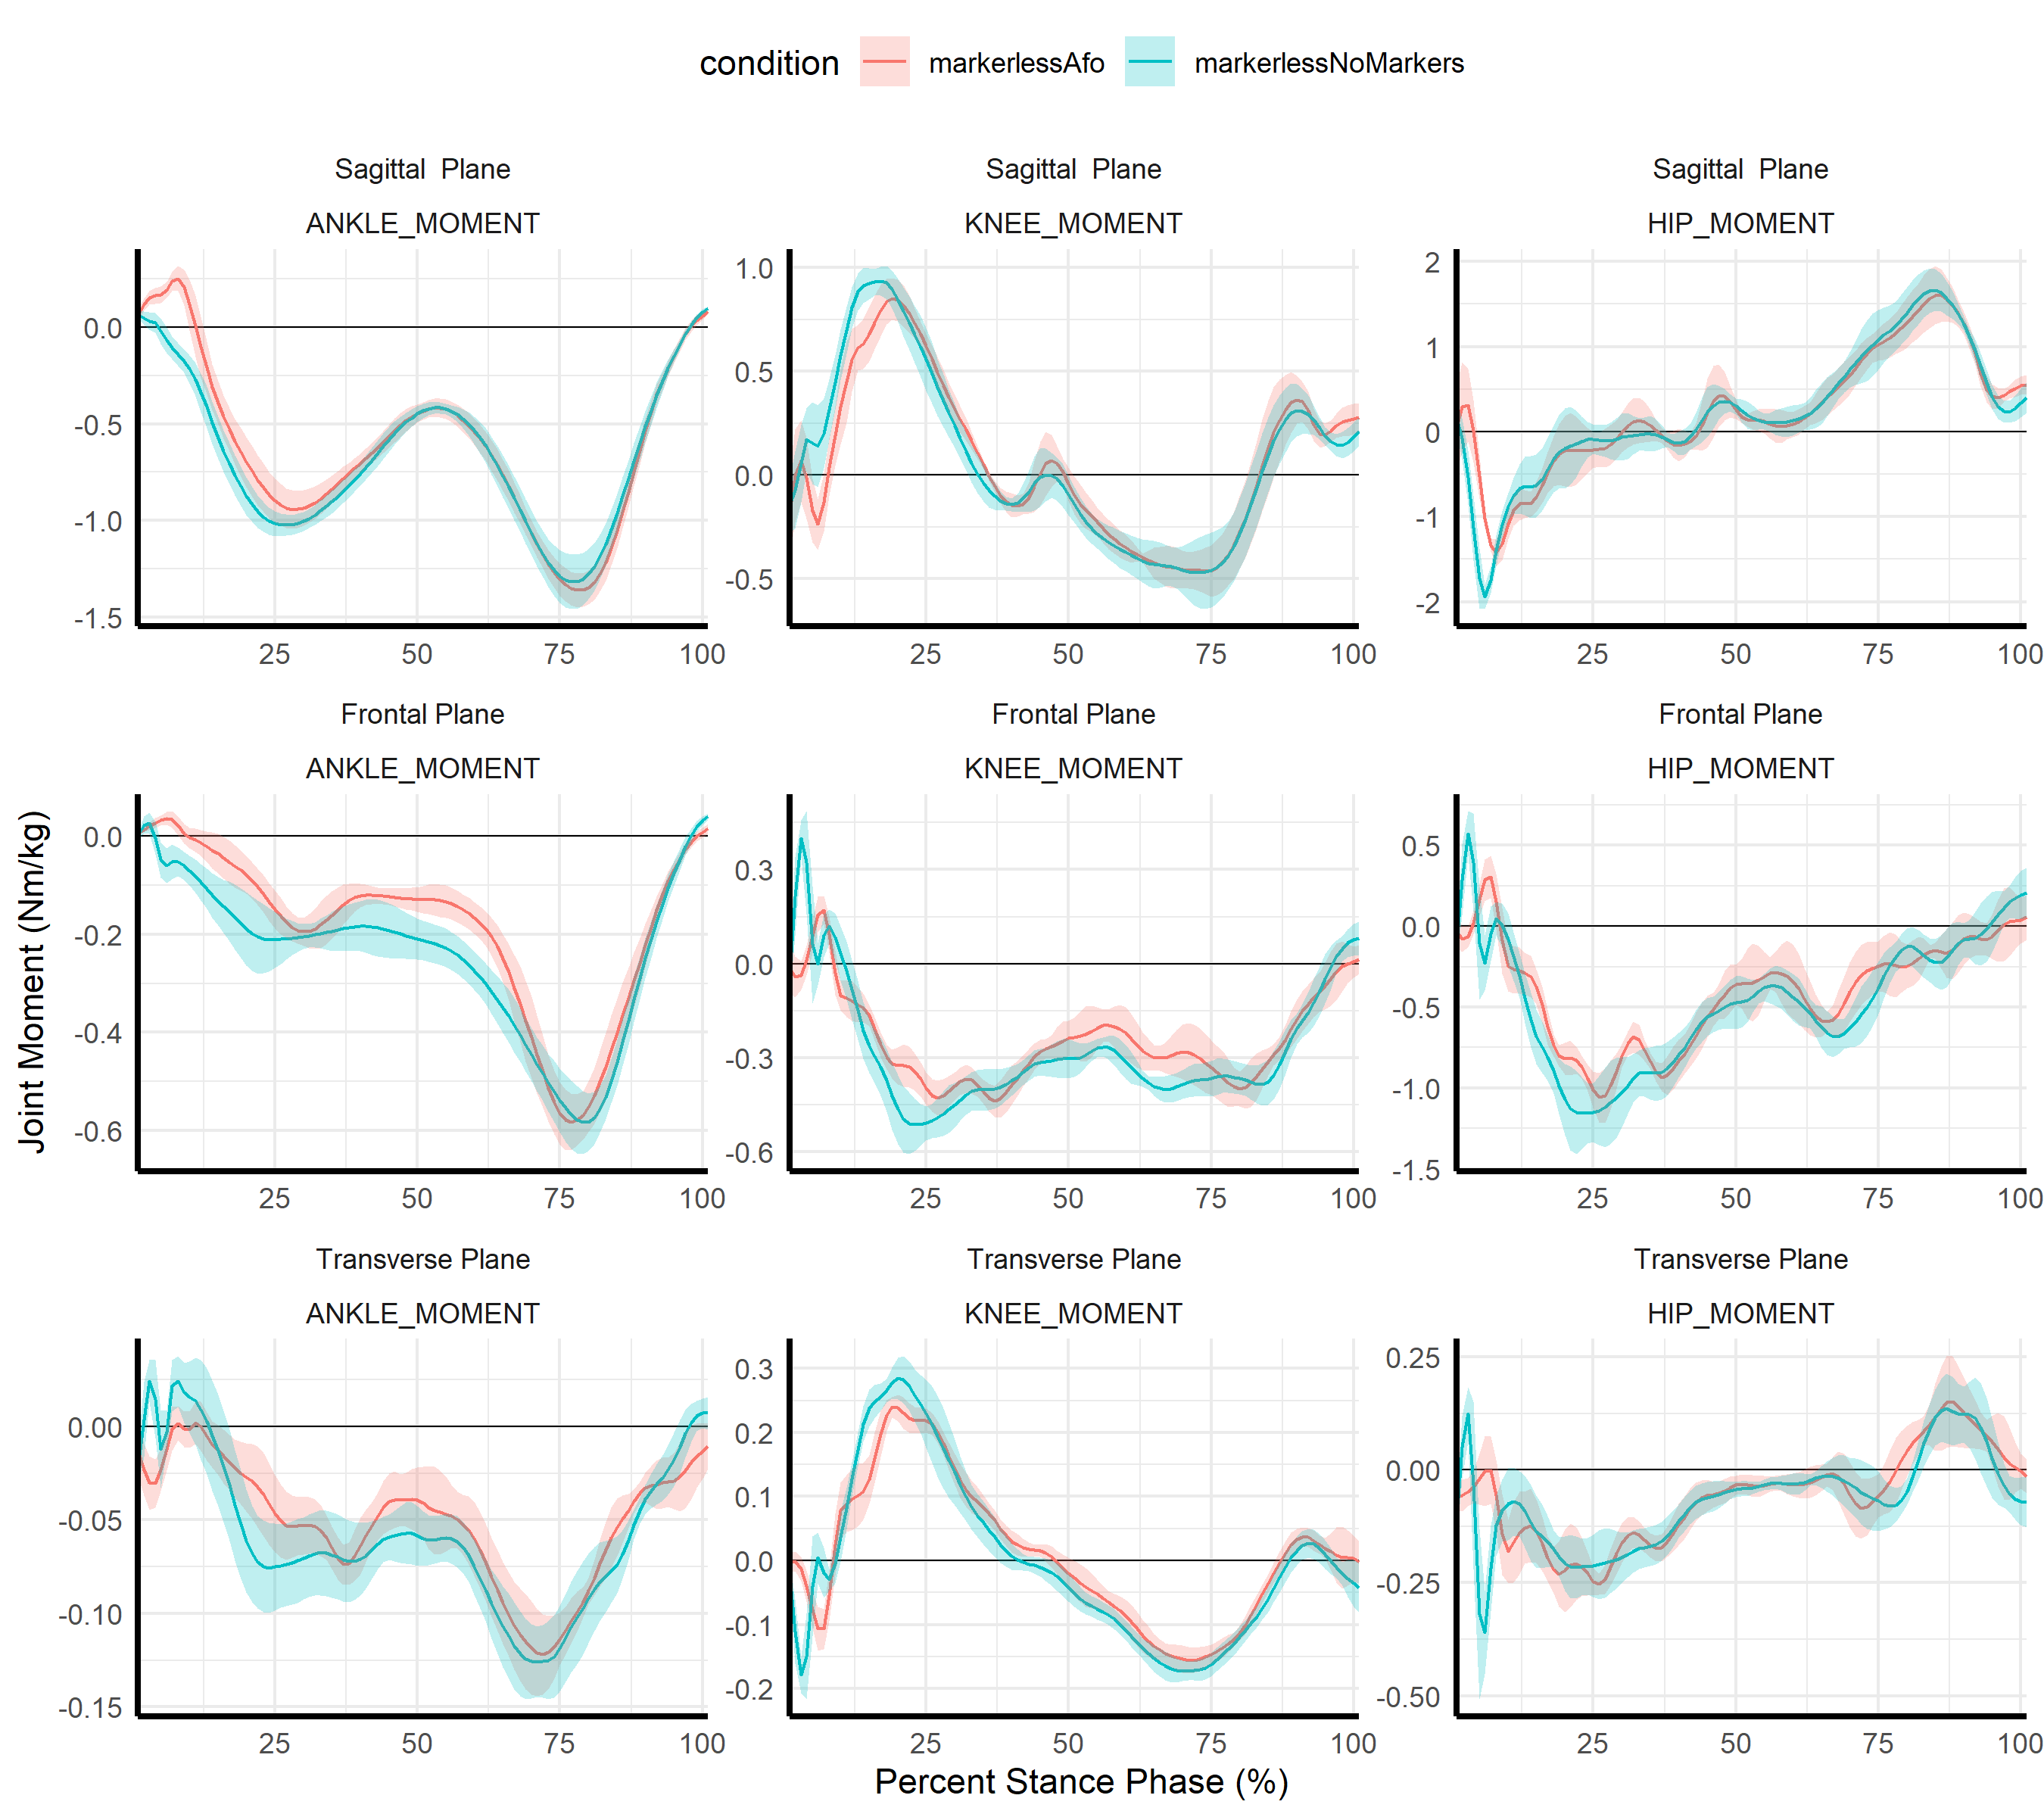 condition markerlessAfo markerlessNoMarkers
Sagittal  Plane Sagittal  Plane Sagittal  Plane
ANKLE_MOMENT KNEE_MOMENT HIP_MOMENT
0.0
-0.5
-1.0
-1.5
25 50 75 100
1.0
0.5
0.0
-0.5
25 50 75 100
2
1
0
-1
-2
25 50 75 100
Joint Moment (Nm/kg)
Frontal Plane Frontal Plane Frontal Plane
ANKLE_MOMENT KNEE_MOMENT HIP_MOMENT
0.0
-0.2
-0.4
-0.6
25 50 75 100
0.3
0.0
-0.3
-0.6
25 50 75 100
0.5
0.0
-0.5
-1.0
-1.5
25 50 75 100
Transverse Plane Transverse Plane Transverse Plane
ANKLE_MOMENT KNEE_MOMENT HIP_MOMENT
0.00
-0.05
-0.10
-0.15
25 50 75 100
0.3
0.2
0.1
0.0
-0.1
-0.2
25 50 75 100
0.25
0.00
-0.25
-0.50
25 50 75 100
Percent Stance Phase (%)